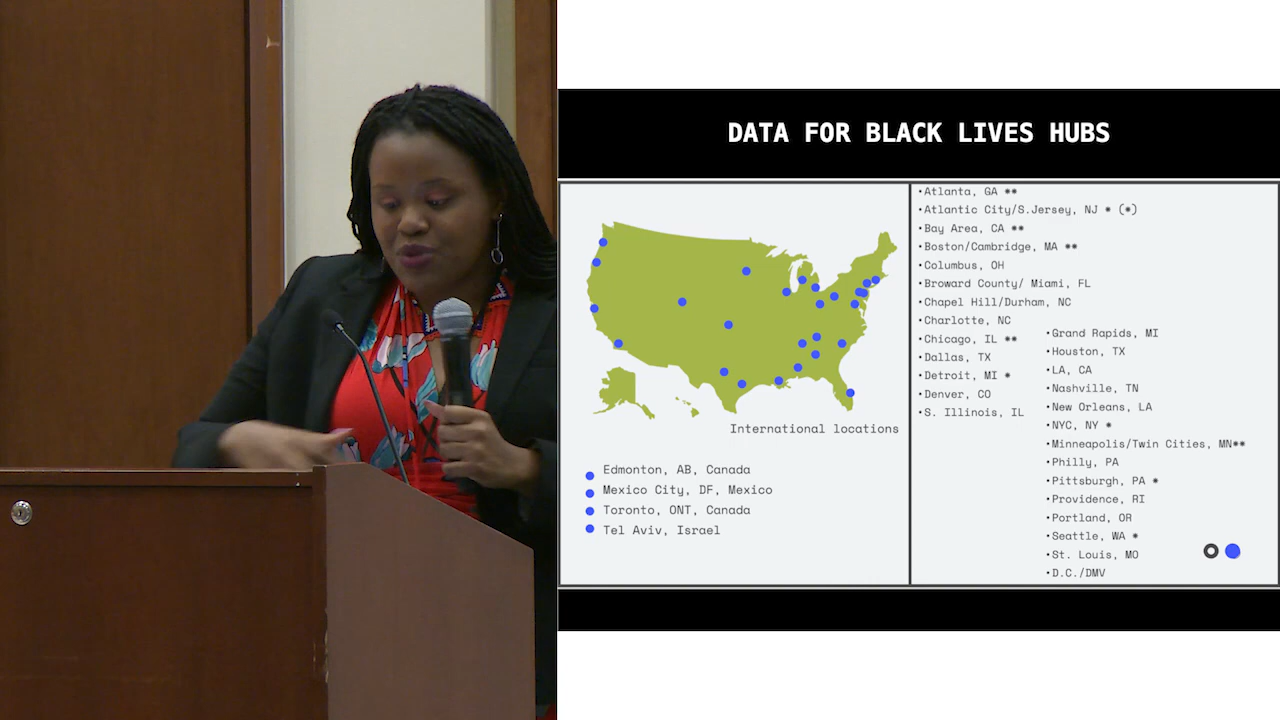 DATA FOR BLACK LIVES HUBS
International locations
Edmonton, AB, Canada
Mexico City, DF, Mexico
Toronto, ONT, Canada
Tel Aviv, Israel
•Atlanta, GA **
•Atlantic City/S.Jersey, NJ * (*)
•Bay Area, CA **
•Boston/Cambridge, MA **
•Columbus, OH
•Broward County/ Miami, FL
•Chapel Hill/Durham, NC
•Charlotte, NC
•Chicago, IL **
•Dallas, TX
•Detroit, MI *
•Denver, CO
•S. Illinois, IL
•Grand Rapids, MI
•Houston, TX
•LA, CA
•Nashville, TN
•New Orleans, LA
•NYC, NY *
•Minneapolis/Twin Cities, MN**
•Philly, PA
•Pittsburgh, PA *
•Providence, RI
•Portland, OR
•Seattle, WA *
•St. Louis, MO
•D.C./DMV